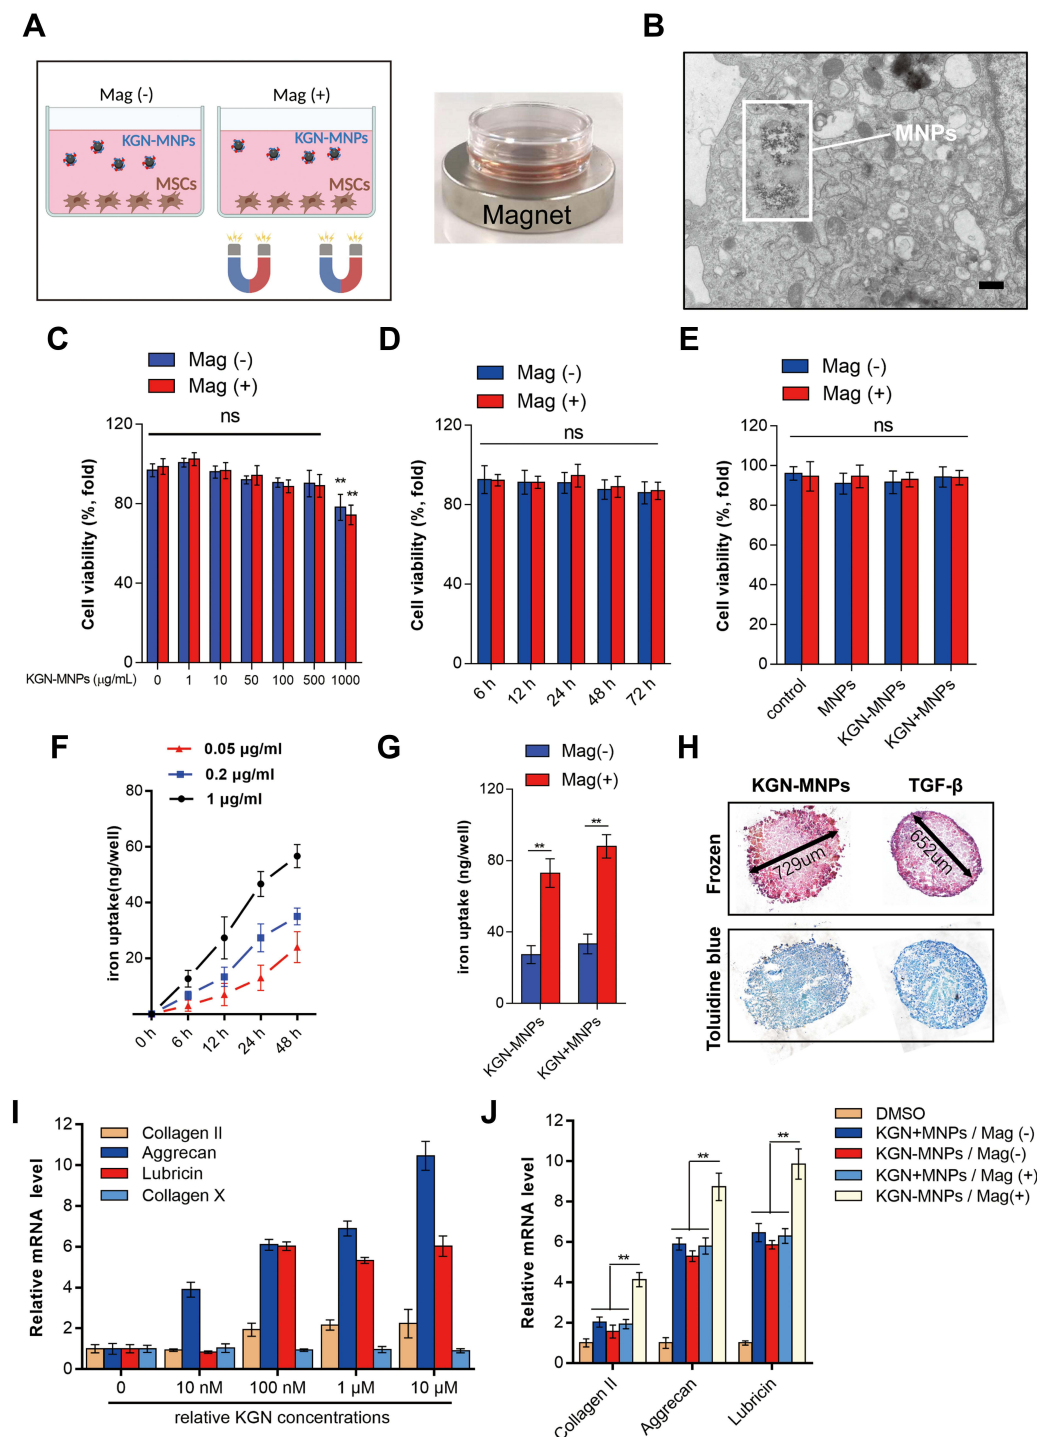 A
Mag (-)
Mag (+)
KGN-MNPs
KGN-MNPs
MSCs
MSCs
Magnet
B
MNPs
C
Mag (-)
Mag (+)
ns
**
**
Cell viability (%, fold)
120
80
40
0
KGN-MNPs (μg/mL)
0 1 10 50 100 500 1000
D
Mag (-)
Mag (+)
ns
Cell viability (%, fold)
120
80
40
0
6 h 12 h 24 h 48 h 72 h
E
Mag (-)
Mag (+)
ns
Cell viability (%, fold)
120
100
80
60
40
20
0
control MNPs KGN-MNPs KGN+MNPs
F
0.05 μg/ml
0.2 μg/ml
1 μg/ml
iron uptake(ng/well)
80
60
40
20
0 h 6 h 12 h 24 h 48 h
G
Mag(-)
Mag(+)
** **
iron uptake (ng/well)
120
80
40
0
KGN-MNPs KGN+MNPs
H
KGN-MNPs TGF-β
Frozen
729um
652um
Toluidine blue
I
Collagen II
Aggrecan
Lubricin
Collagen X
Relative mRNA level
12
10
8
6
4
2
0
0 10 nM 100 nM 1 μM 10 μM
relative KGN concentrations
J
DMSO
KGN+MNPs / Mag (-)
KGN-MNPs / Mag(-)
KGN+MNPs / Mag (+)
KGN-MNPs / Mag(+)
**
**
**
Relative mRNA level
12
10
8
6
4
2
0
Collagen II Aggrecan Lubricin